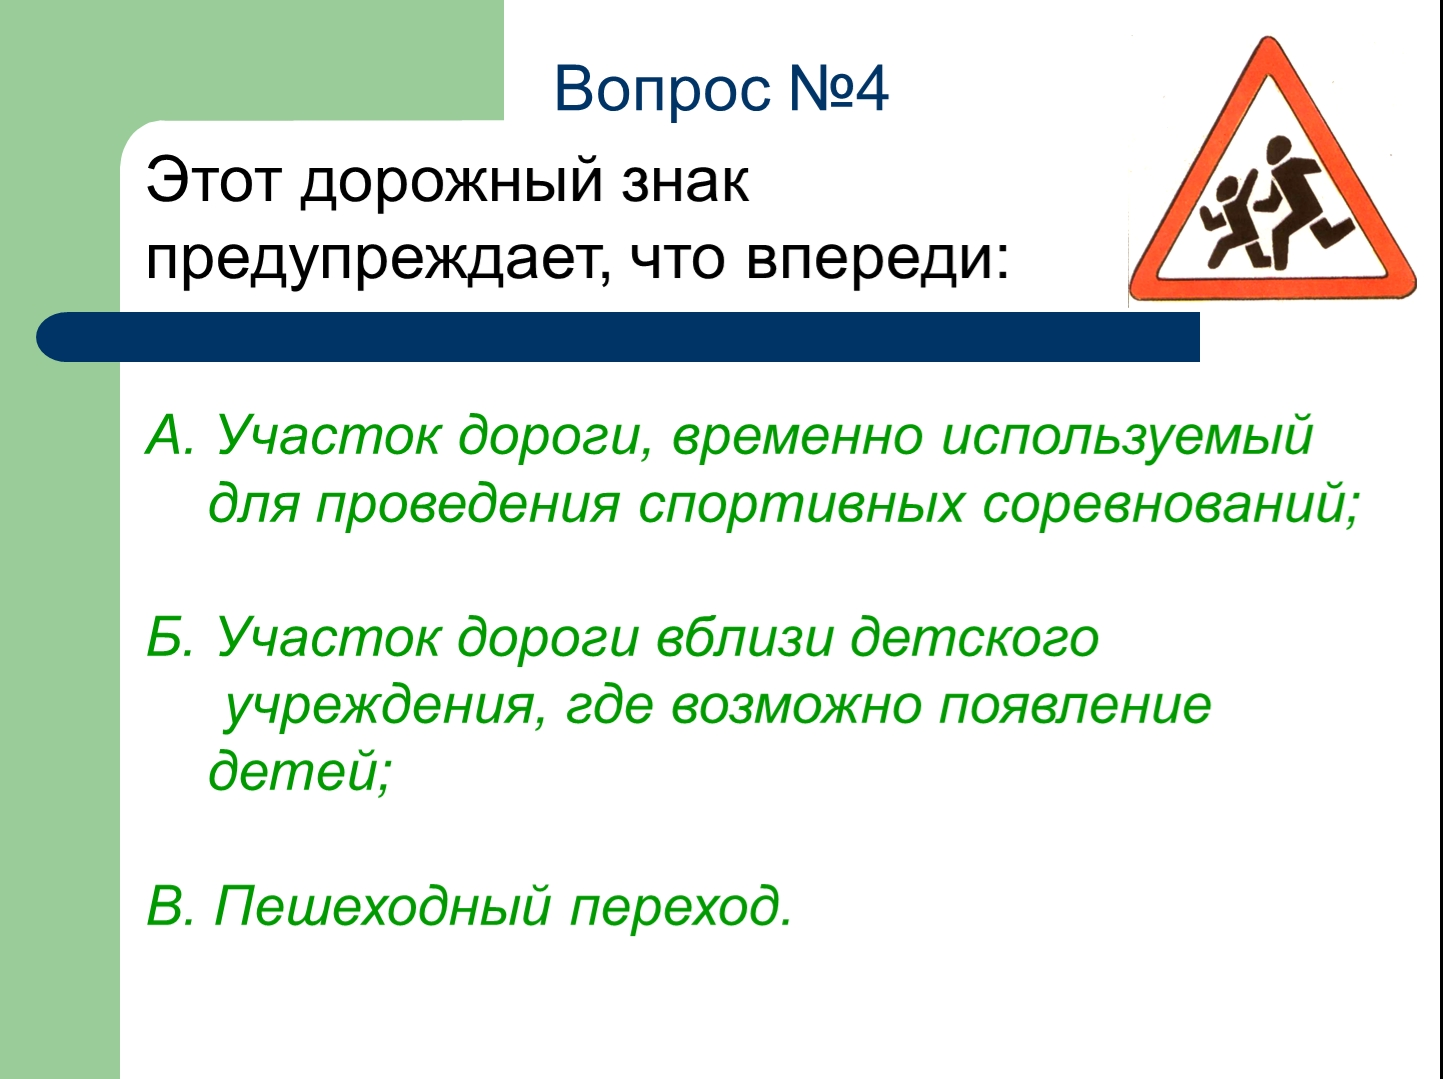 Вопрос №4
Этот дорожный знак
предупреждает, что впереди:
А. Участок дороги, временно используемый
для проведения спортивных соревнований;
Б. Участок дороги вблизи детского
учреждения, где возможно появление
детей;
В. Пешеходный переход.